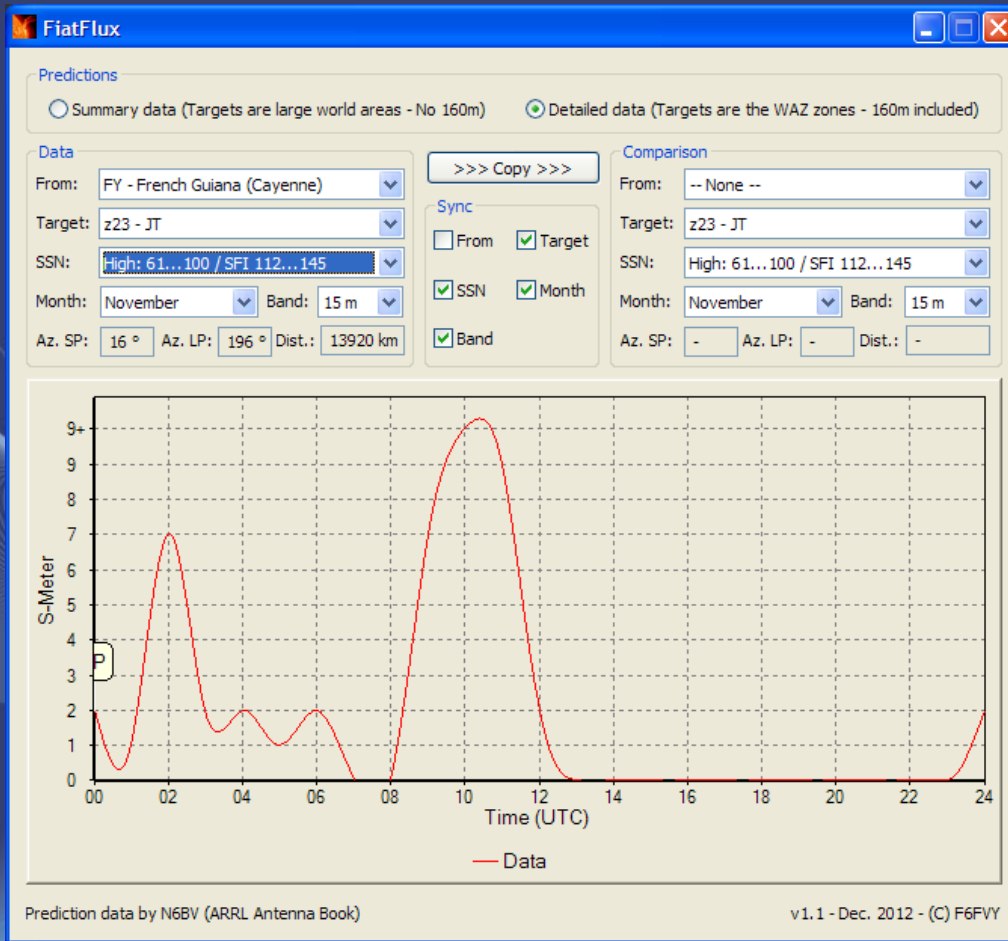 FiatFlux
Predictions
Summary data (Targets are large world areas - No 160m)
Detailed data (Targets are the WAZ zones - 160m included)
Data
From: FY - French Guiana (Cayenne)
Target: z23 - JT
SSN: High: 61...100 / SFI 112...145
Month: November Band: 15 m
Az. SP: 16 º Az. LP: 196 º Dist.: 13920 km
>>> Copy >>>
Sync
From Target
SSN Month
Band
Comparison
From: -- None --
Target: z23 - JT
SSN: High: 61...100 / SFI 112...145
Month: November Band: 15 m
Az. SP: - Az. LP: - Dist.: -
S-Meter
9+
9
8
7
6
5
4
3
2
1
0
P
00 02 04 06 08 10 12 14 16 18 20 22 24
Time (UTC)
Data
Prediction data by N6BV (ARRL Antenna Book)
v1.1 - Dec. 2012 - (C) F6FVY